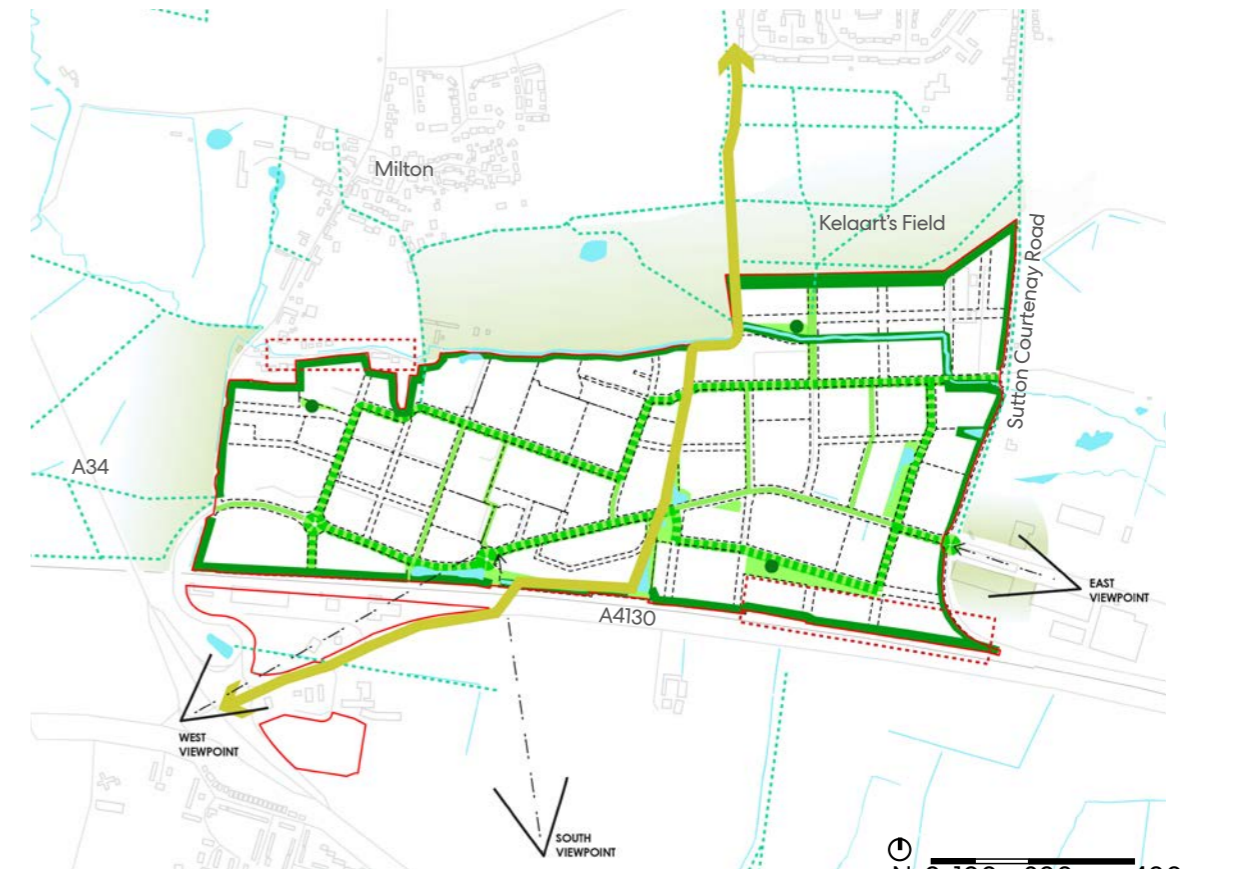 Milton
Kelaart's Field
Sutton Courtenay Road
A34
EAST
VIEWPOINT
A4130
WEST
VIEWPOINT
SOUTH
VIEWPOINT